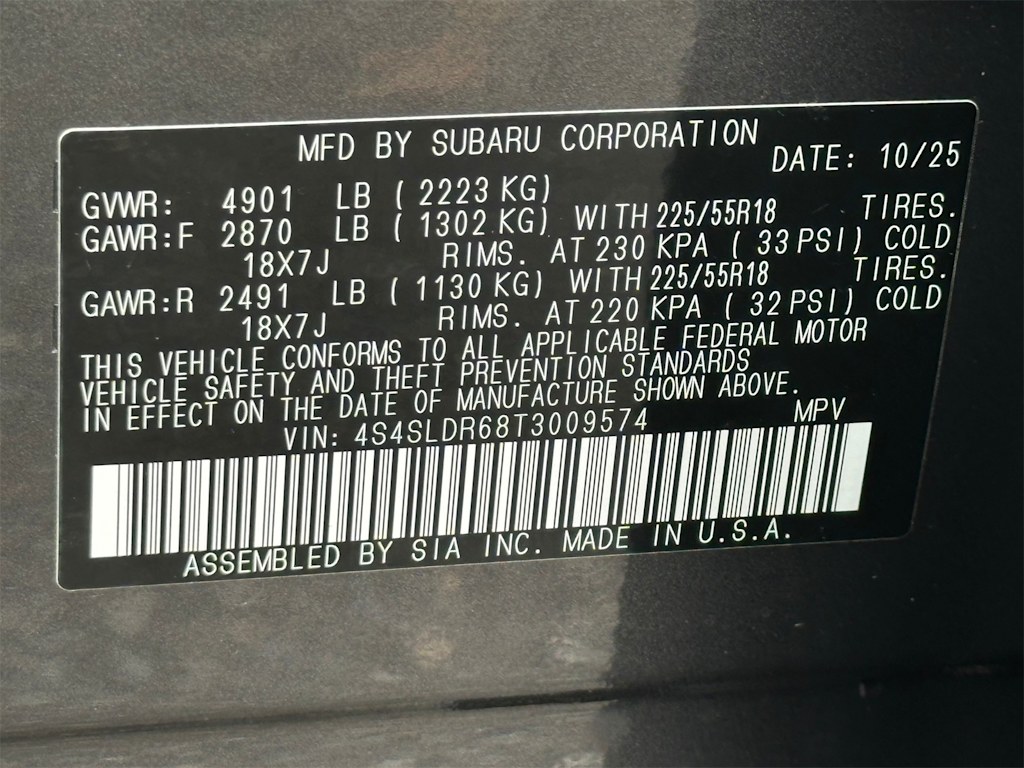 MFD BY SUBARU CORPORATION DATE: 10/25
GVWR: 4901 LB ( 2223 KG)
GAWR:F 2870 LB ( 1302 KG) WITH 225/55R18 TIRES.
18X7J RIMS. AT 230 KPA ( 33 PSI) COLD
GAWR:R 2491 LB ( 1130 KG) WITH 225/55R18 TIRES.
18X7J RIMS. AT 220 KPA ( 32 PSI) COLD
THIS VEHICLE CONFORMS TO ALL APPLICABLE FEDERAL MOTOR
VEHICLE SAFETY AND THEFT PREVENTION STANDARDS
IN EFFECT ON THE DATE OF MANUFACTURE SHOWN ABOVE.
VIN: 4S4SLDR68T3009574 MPV
ASSEMBLED BY SIA INC. MADE IN U.S.A.